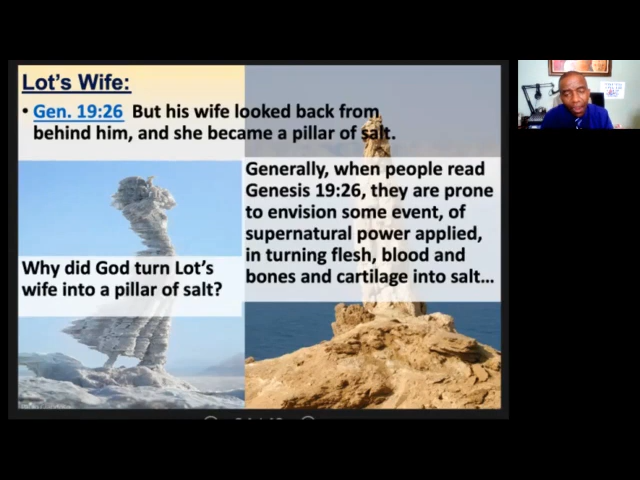 Lot's Wife:
• Gen. 19:26 But his wife looked back from
behind him, and she became a pillar of salt.
Generally, when people read
Genesis 19:26, they are prone
to envision some event, of
supernatural power applied,
in turning flesh, blood and
bones and cartilage into salt...
Why did God turn Lot's
wife into a pillar of salt?